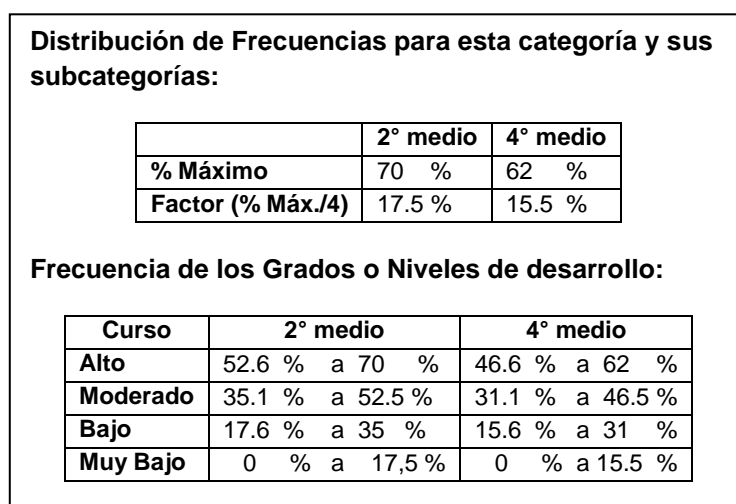 Distribución de Frecuencias para esta categoría y sus
subcategorías:
2° medio 4° medio
% Máximo 70 % 62 %
Factor (% Máx./4) 17.5 % 15.5 %
Frecuencia de los Grados o Niveles de desarrollo:
Curso 2° medio 4° medio
Alto 52.6 % a 70 % 46.6 % a 62 %
Moderado 35.1 % a 52.5 % 31.1 % a 46.5 %
Bajo 17.6 % a 35 % 15.6 % a 31 %
Muy Bajo 0 % a 17,5 % 0 % a 15.5 %